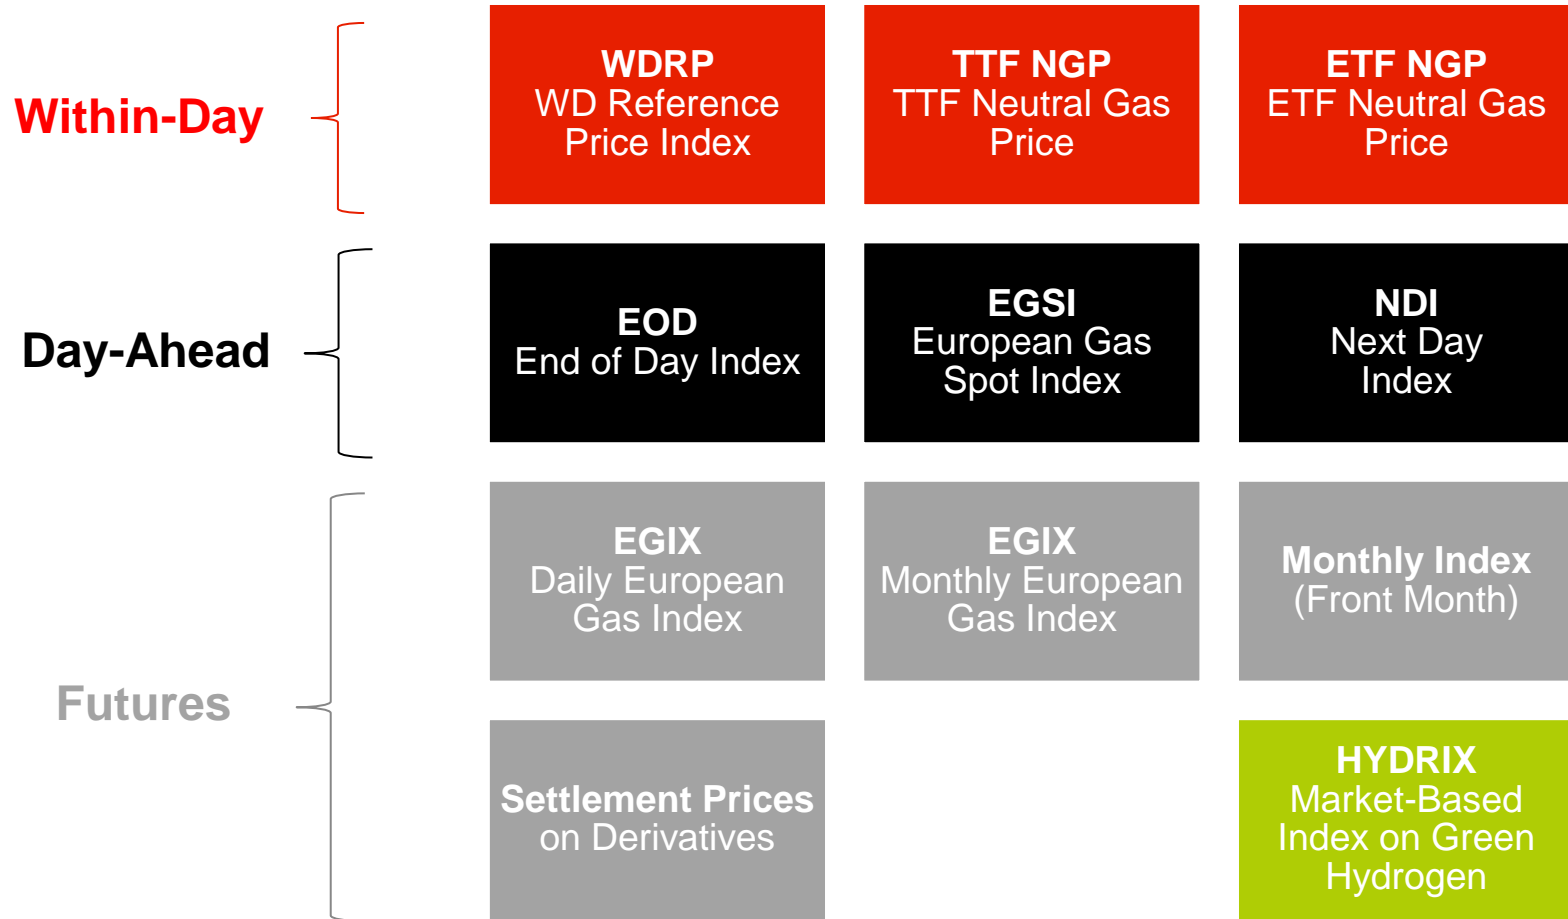 Within-Day
WDRP
WD Reference
Price Index
TTF NGP
TTF Neutral Gas
Price
ETF NGP
ETF Neutral Gas
Price
Day-Ahead
EOD
End of Day Index
EGSI
European Gas
Spot Index
NDI
Next Day
Index
Futures
EGIX
Daily European
Gas Index
EGIX
Monthly European
Gas Index
Monthly Index
(Front Month)
Settlement Prices
on Derivatives
HYDRIX
Market-Based
Index on Green
Hydrogen